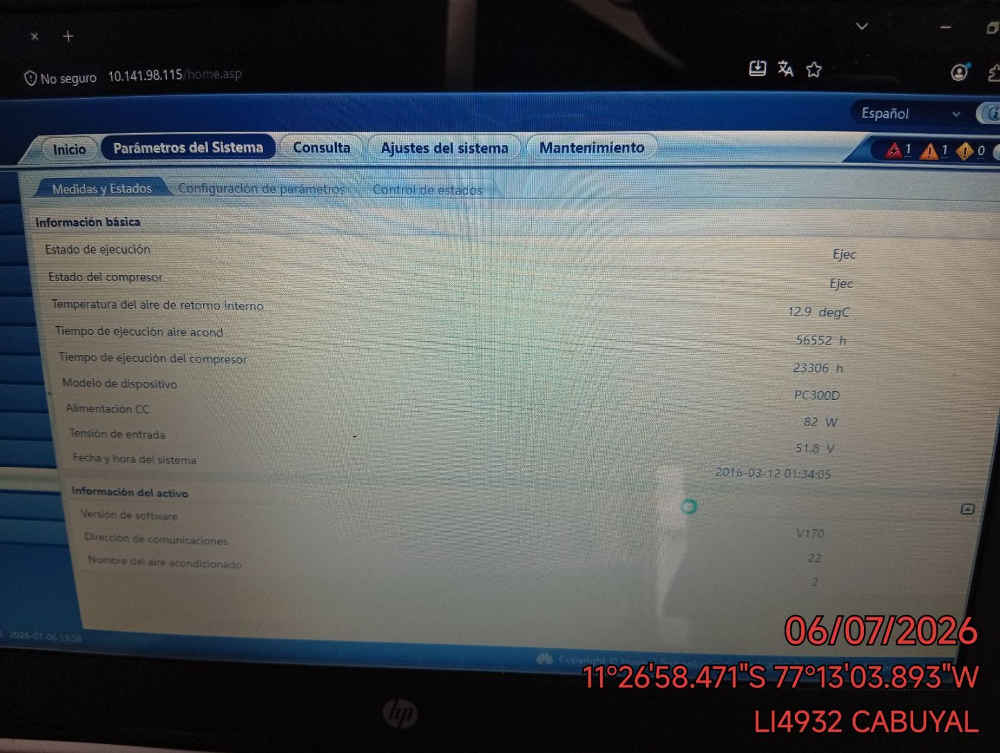 No seguro 10.141.98.115/home.asp
Español
Inicio Parámetros del Sistema Consulta Ajustes del sistema Mantenimiento 1 1 0
Medidas y Estados Configuración de parámetros Control de estados
Información básica
Estado de ejecución Ejec
Estado del compresor Ejec
Temperatura del aire de retorno interno 12.9 degC
Tiempo de ejecución aire acond 56552 h
Tiempo de ejecución del compresor 23306 h
Modelo de dispositivo PC300D
Alimentación CC 82 W
Tensión de entrada 51.8 V
Fecha y hora del sistema 2016-03-12 01:34:05
Información del activo
Versión de software V170
Dirección de comunicaciones 22
Nombre del aire acondicionado 2
2026-07-06 13:58
Copyright ©
hp
06/07/2026
11°26'58.471"S 77°13'03.893"W
LI4932 CABUYAL